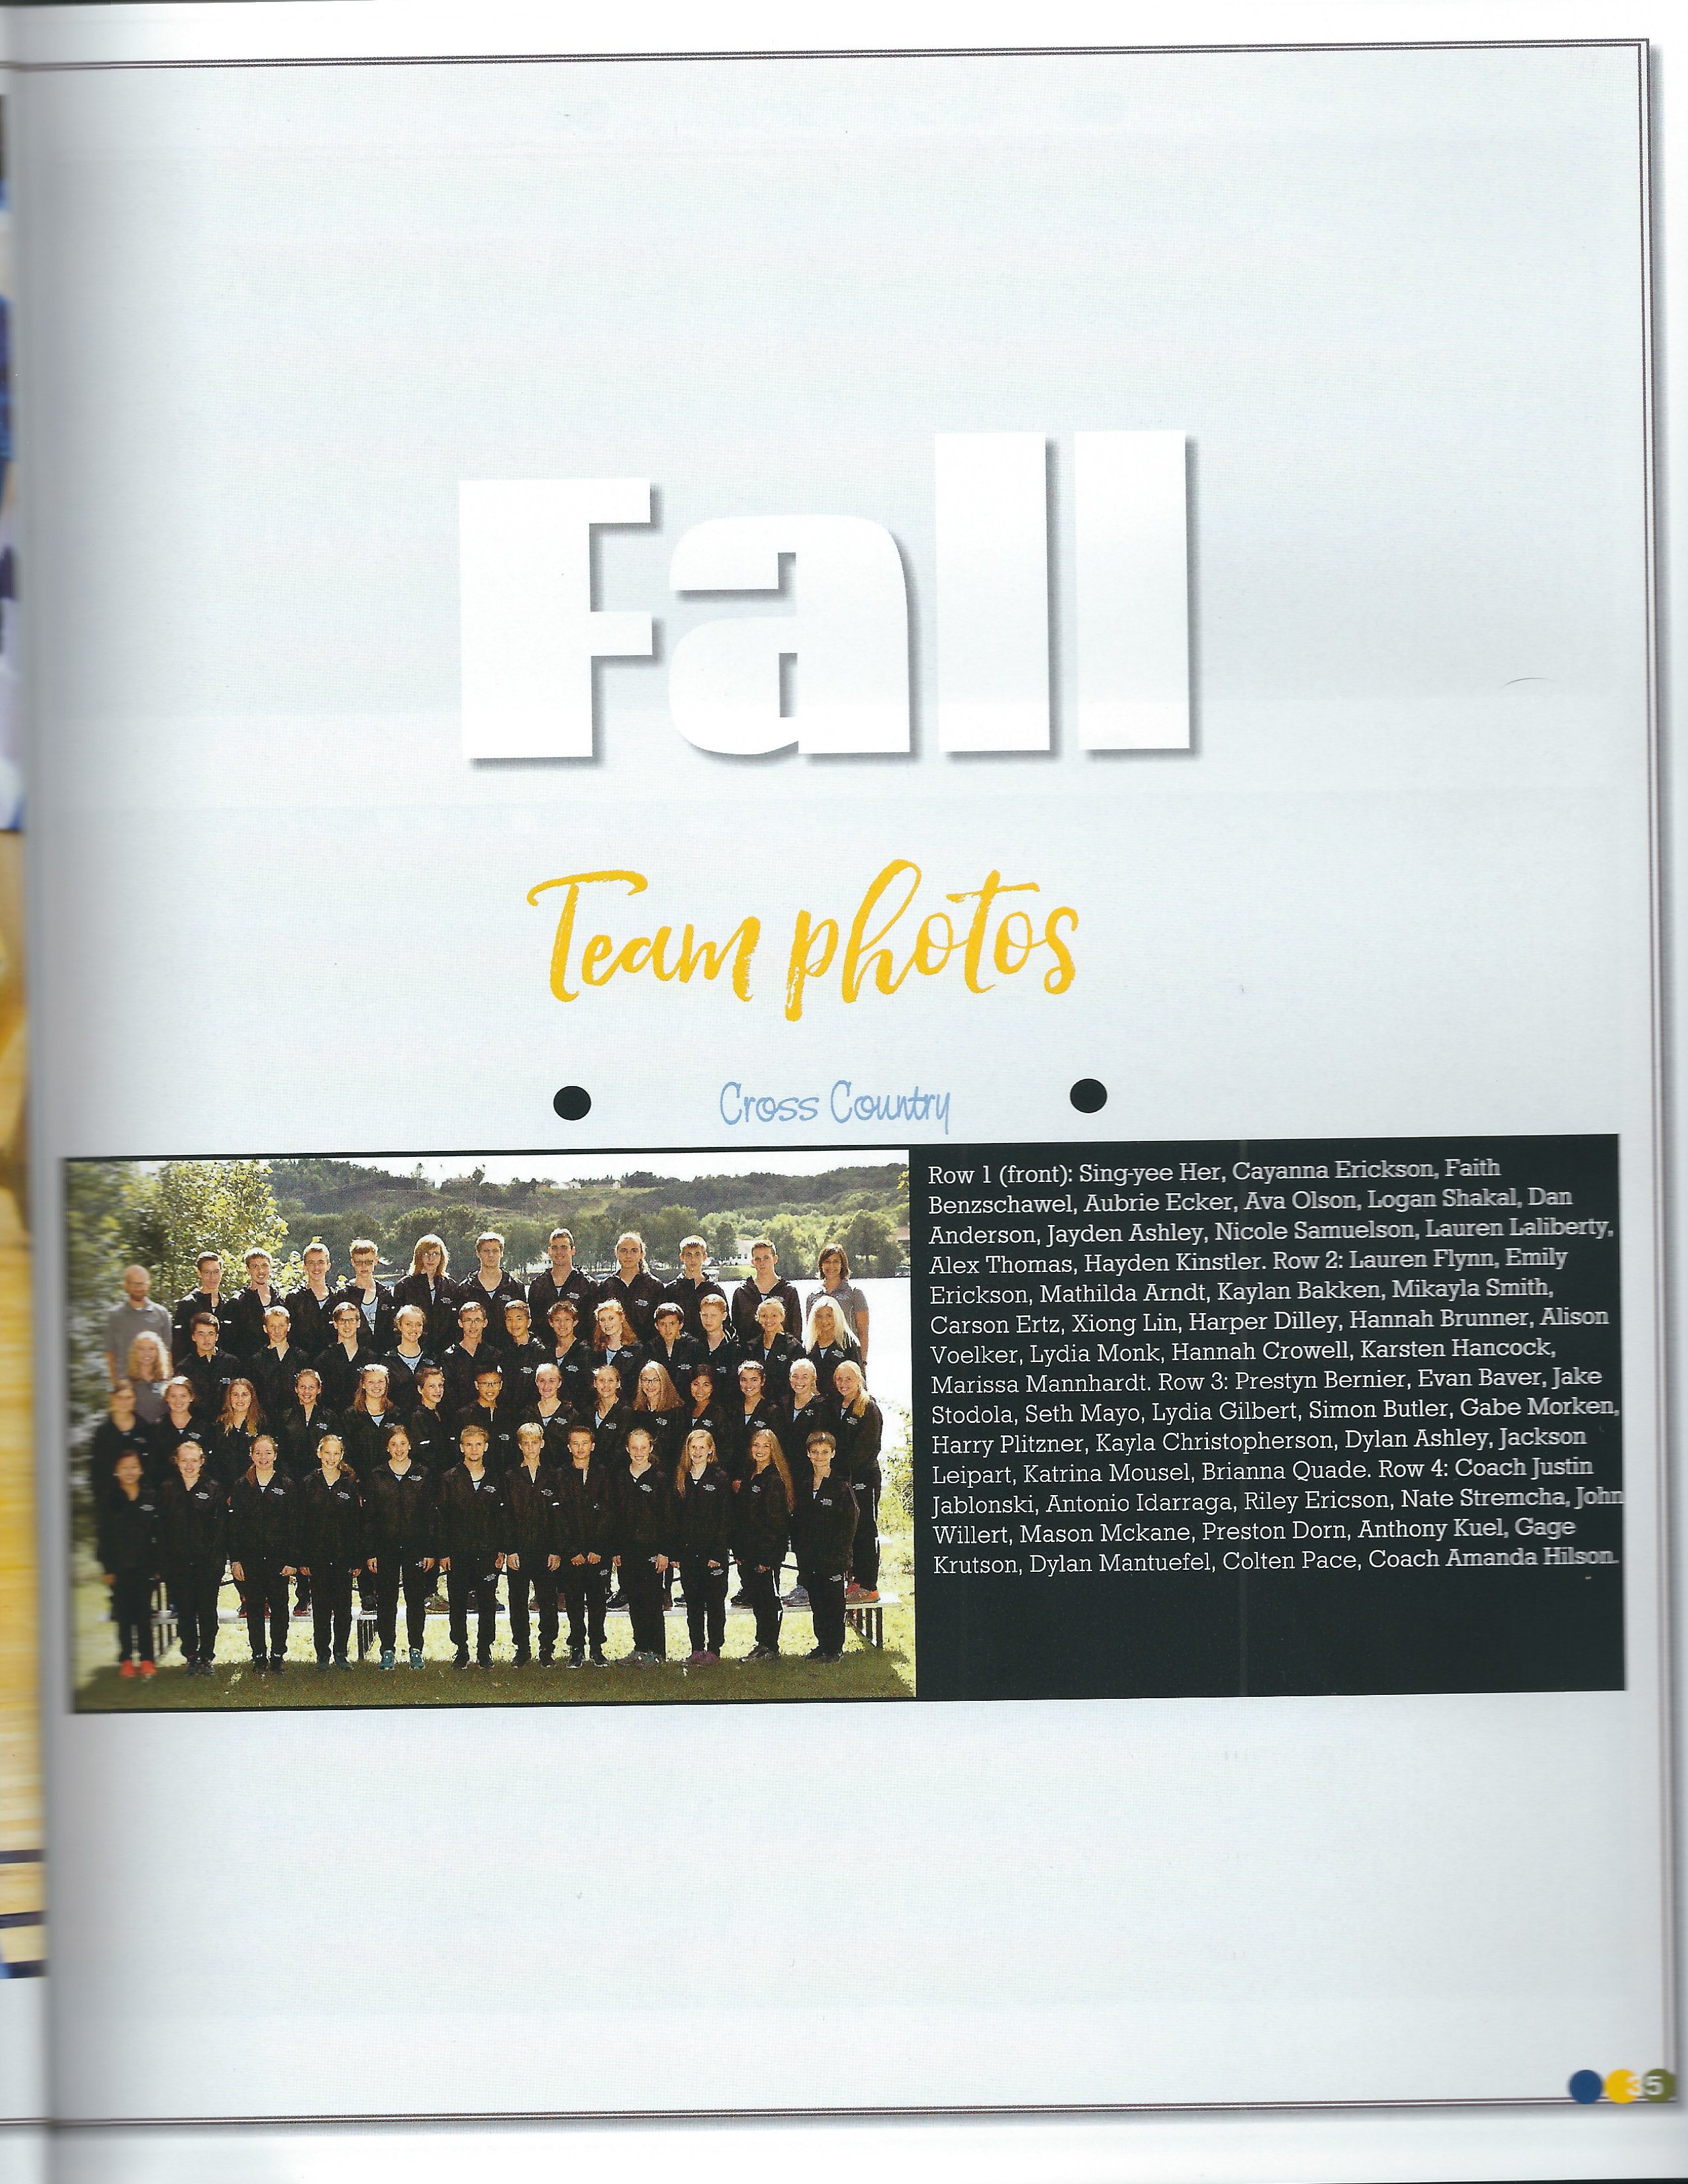 Fall
Team photos
Cross Country
Row 1 (front): Sing-yee Her, Cayanna Erickson, Faith
Benzschawel, Aubrie Ecker, Ava Olson, Logan Shakal, Dan
Anderson, Jayden Ashley, Nicole Samuelson, Lauren Laliberty,
Alex Thomas, Hayden Kinstler. Row 2: Lauren Flynn, Emily
Erickson, Mathilda Arndt, Kaylan Bakken, Mikayla Smith,
Carson Ertz, Xiong Lin, Harper Dilley, Hannah Brunner, Alison
Voelker, Lydia Monk, Hannah Crowell, Karsten Hancock,
Marissa Mannhardt. Row 3: Prestyn Bernier, Evan Baver, Jake
Stodola, Seth Mayo, Lydia Gilbert, Simon Butler, Gabe Morken,
Harry Plitzner, Kayla Christopherson, Dylan Ashley, Jackson
Leipart, Katrina Mousel, Brianna Quade. Row 4: Coach Justin
Jablonski, Antonio Idarraga, Riley Ericson, Nate Stremcha, John
Willert, Mason Mckane, Preston Dorn, Anthony Kuel, Gage
Krutson, Dylan Mantuefel, Colten Pace, Coach Amanda Hilson.
35